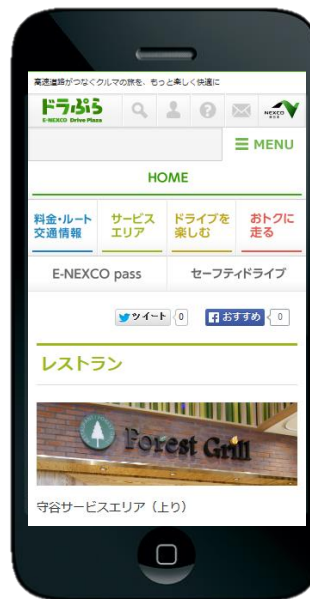 高速道路がつなぐクルマの旅を、もっと楽しく快適に
ドラぷら
E-NEXCO Drive Plaza
NEXCO
MENU
HOME
料金・ルート
交通情報
サービス
エリア
ドライブを
楽しむ
おトクに
走る
E-NEXCO pass
セーフティドライブ
ツイート 0
おすすめ 0
レストラン
Forest Grill
守谷サービスエリア（上り）